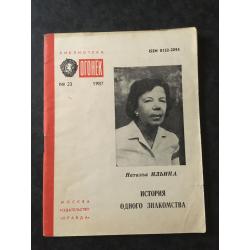 БИБЛИОТЕКА
ОГОНЕК
№ 23 1987
ISSN 0132-2095
Наталья ИЛЬИНА
ИСТОРИЯ
ОДНОГО ЗНАКОМСТВА
МОСКВА
ИЗДАТЕЛЬСТВО
«ПРАВДА»